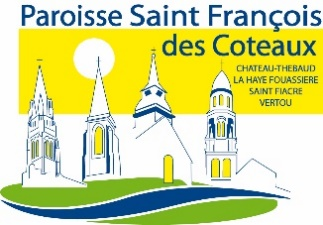 Paroisse Saint François
des Coteaux
CHATEAU-THEBAUD
LA HAYE FOUASSIERE
SAINT FIACRE
VERTOU